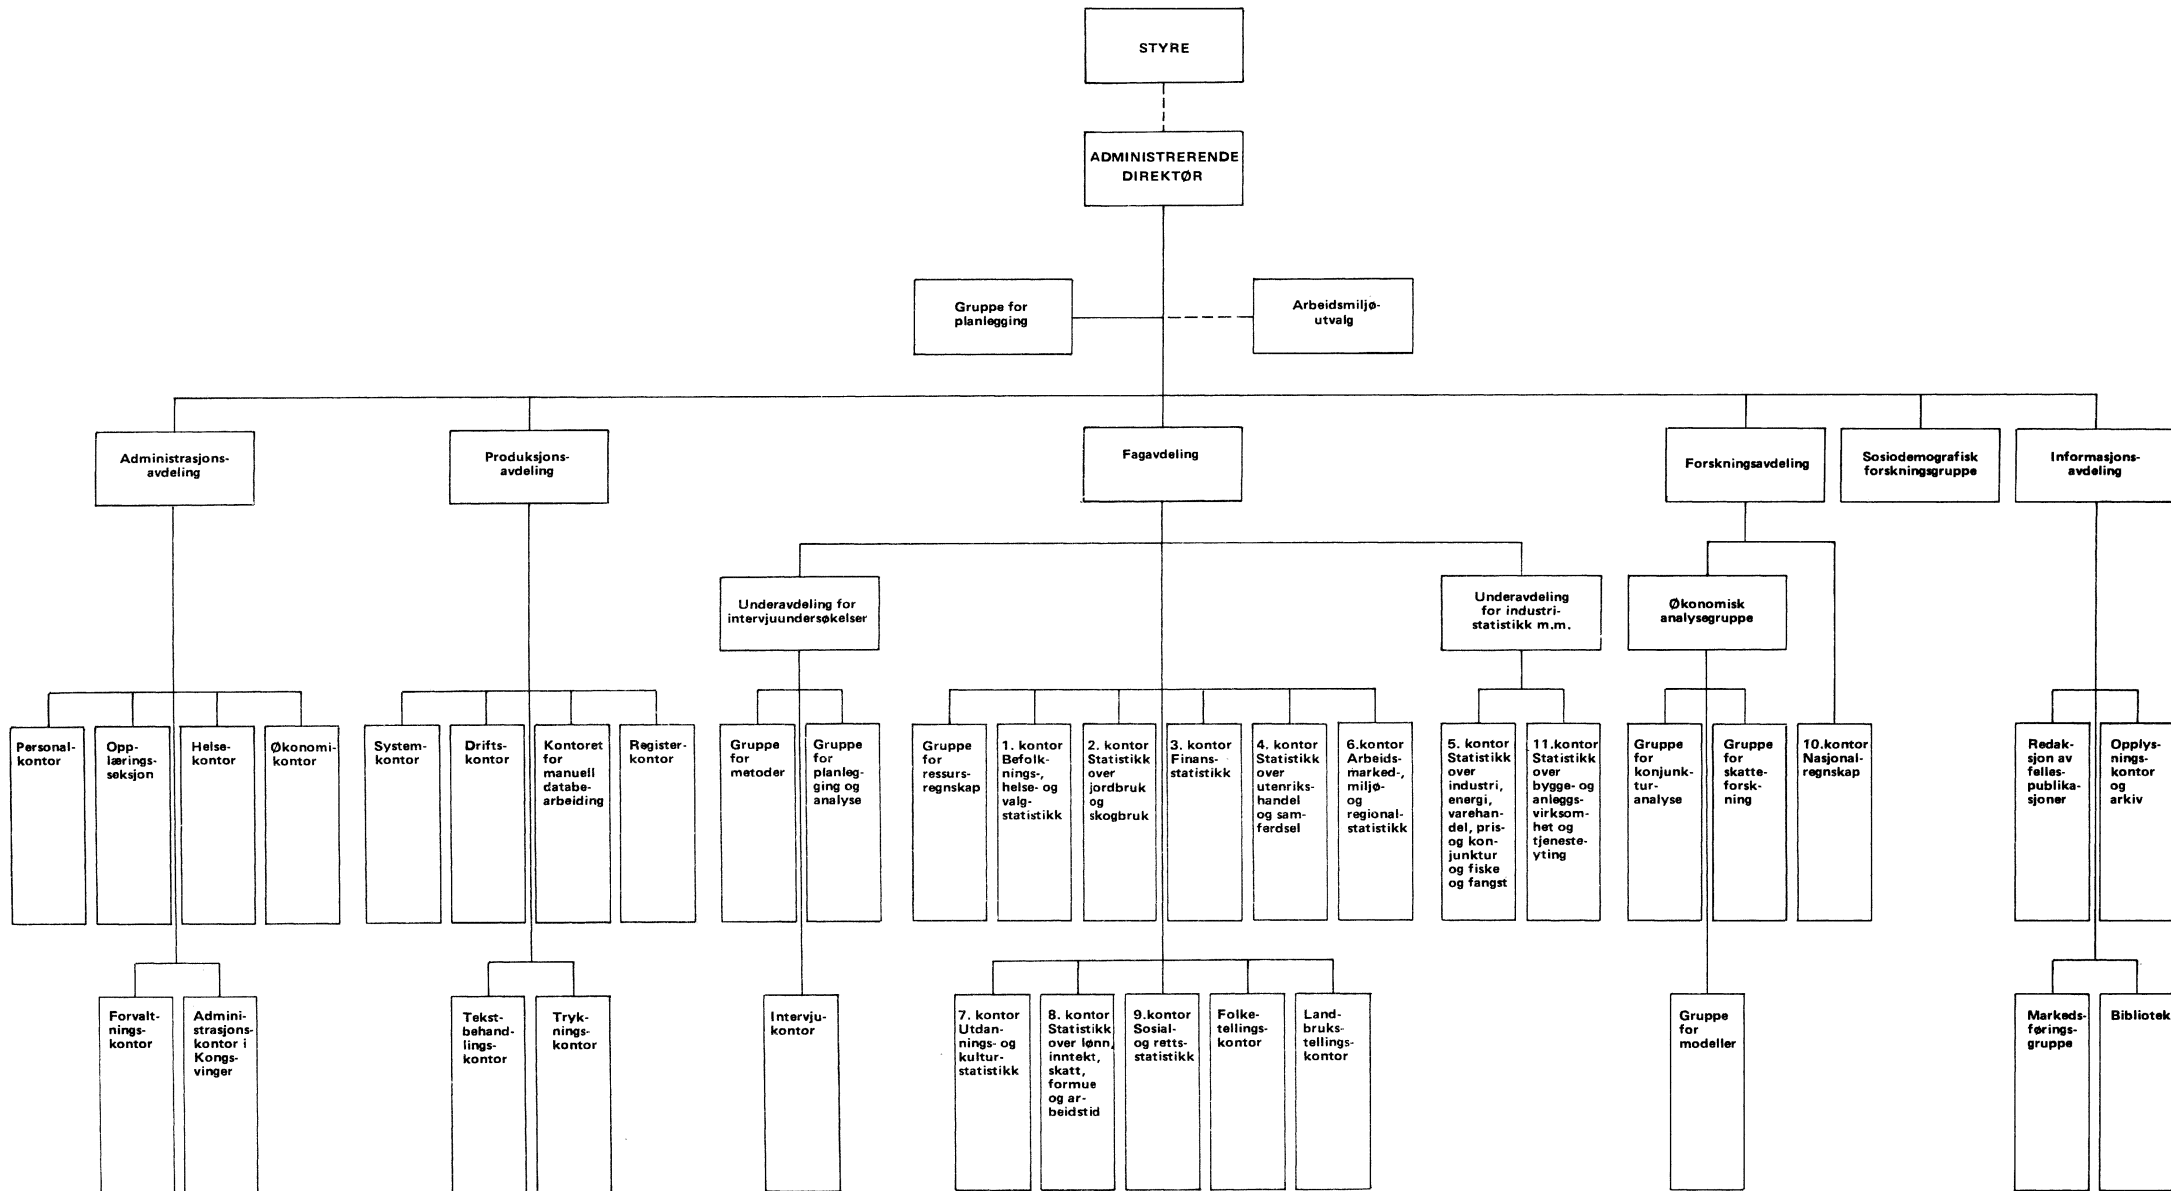 STYRE
ADMINISTRERENDE
DIREKTØR
Gruppe for
planlegging
Arbeidsmiljø-
utvalg
Administrasjons-
avdeling
Produksjons-
avdeling
Fagavdeling
Forskningsavdeling
Sosiodemografisk
forskningsgruppe
Informasjons-
avdeling
Underavdeling for
intervjuundersøkelser
Underavdeling
for industri-
statistikk m.m.
Økonomisk
analysegruppe
Personal-
kontor
Opp-
lærings-
seksjon
Helse-
kontor
Økonomi-
kontor
System-
kontor
Drifts-
kontor
Kontoret
for
manuell
databe-
arbeiding
Register-
kontor
Gruppe
for
metoder
Gruppe
for
planleg-
ging og
analyse
Gruppe
for
ressurs-
regnskap
1. kontor
Befolk-
nings-,
helse- og
valg-
statistikk
2. kontor
Statistikk
over
jordbruk
og
skogbruk
3. kontor
Finans-
statistikk
4. kontor
Statistikk
over
utenriks-
handel
og sam-
ferdsel
6.kontor
Arbeids-
marked-,
miljø-
og
regional-
statistikk
5. kontor
Statistikk
over
industri,
energi,
varehan-
del, pris-
og kon-
junktur
og fiske
og fangst
11.kontor
Statistikk
over
bygge- og
anleggs-
virksom-
het og
tjeneste-
yting
Gruppe
for
konjunk-
tur-
analyse
Gruppe
for
skatte-
forsk-
ning
10.kontor
Nasjonal-
regnskap
Redak-
sjon av
felles-
publika-
sjoner
Opplys-
nings-
kontor
og
arkiv
Forvalt-
nings-
kontor
Admini-
strasjons-
kontor i
Kongs-
vinger
Tekst-
behand-
lings-
kontor
Tryk-
nings-
kontor
Intervju-
kontor
7. kontor
Utdan-
nings- og
kultur-
statistikk
8. kontor
Statistikk
over lønn,
inntekt,
skatt,
formue
og ar-
beidstid
9.kontor
Sosial-
og retts-
statistikk
Folke-
tellings-
kontor
Land-
bruks-
tellings-
kontor
Gruppe
for
modeller
Markeds-
førings-
gruppe
Bibliotek